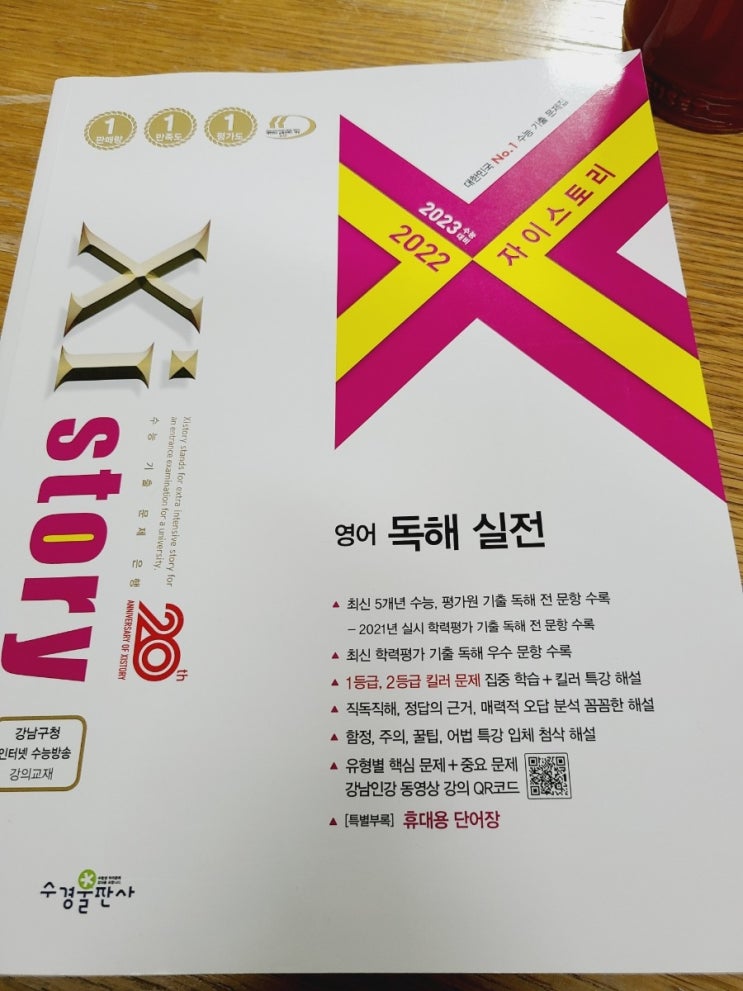 1
판매량
1
만족도
1
평가도
대한민국 No.1 수능 기출 문제집
2023 수능
대비
2022
자이스토리
Xi
story
Xistory stands for extra intensive story for
an entrance examination for a university.
수능 기출 문제 은행
20th
ANNIVERSARY OF XISTORY
영어 독해 실전
▲ 최신 5개년 수능, 평가원 기출 독해 전 문항 수록
– 2021년 실시 학력평가 기출 독해 전 문항 수록
▲ 최신 학력평가 기출 독해 우수 문항 수록
▲ 1등급, 2등급 킬러 문제 집중 학습+킬러 특강 해설
▲ 직독직해, 정답의 근거, 매력적 오답 분석 꼼꼼한 해설
▲ 함정, 주의, 꿀팁, 어법 특강 입체 첨삭 해설
▲ 유형별 핵심 문제+중요 문제
강남인강 동영상 강의 QR코드
▲ [특별부록] 휴대용 단어장
강남구청
인터넷 수능방송
강의교재
수경출판사